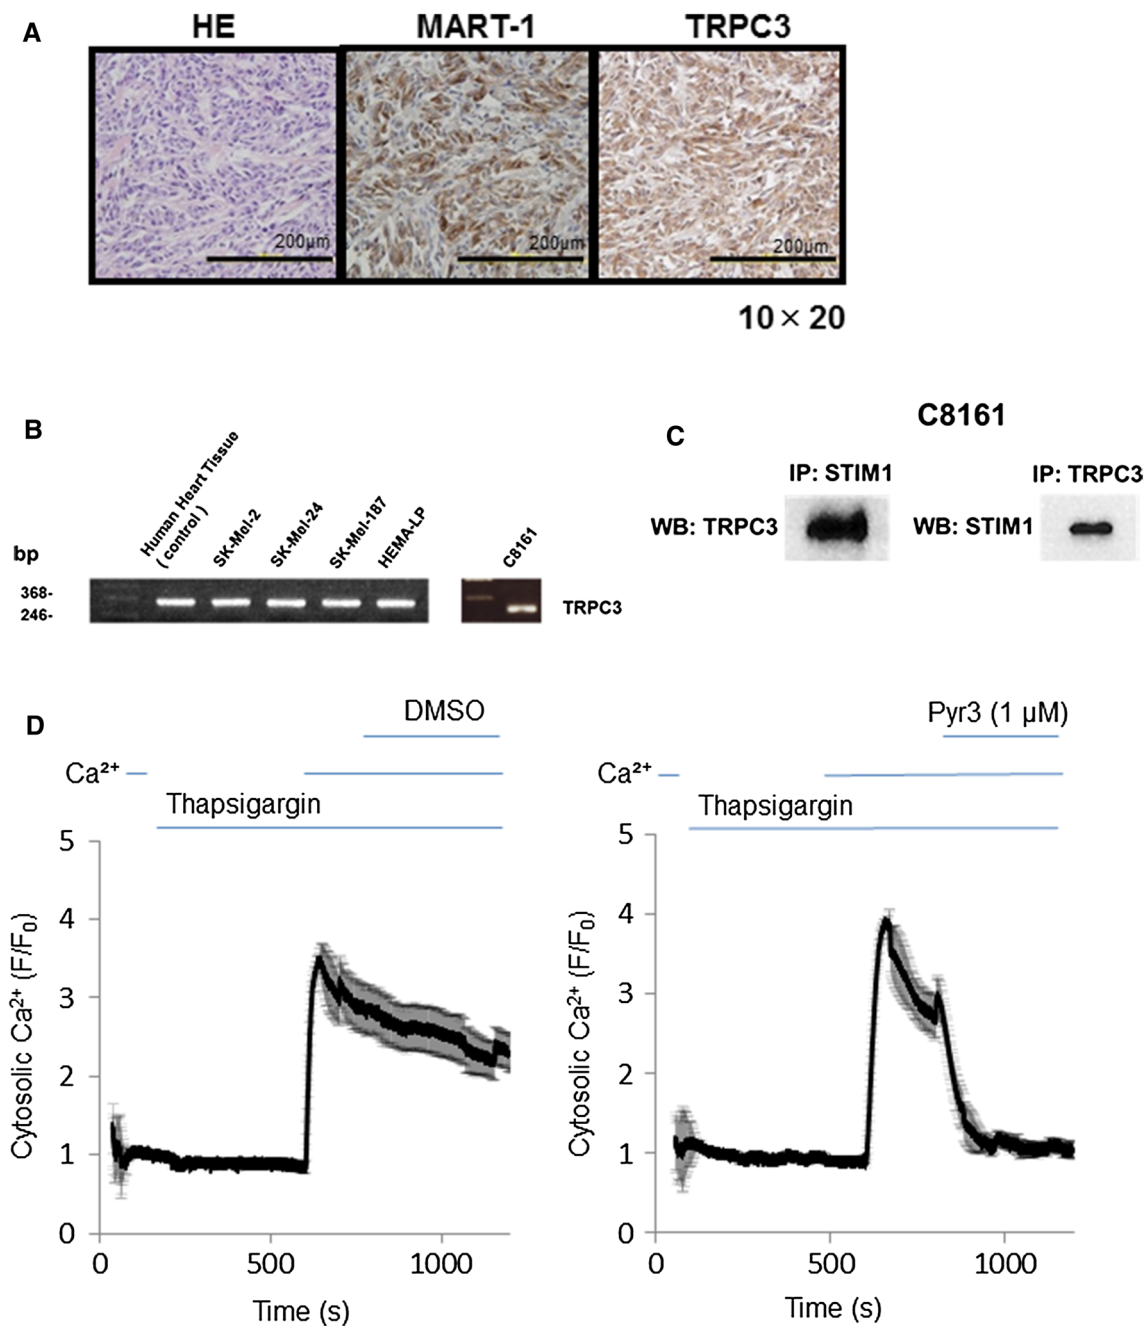 A
HE MART-1 TRPC3
200µm 200µm 200µm
10 × 20
B
Human Heart Tissue
( control )
SK-Mel-2
SK-Mel-24
SK-Mel-187
HEMA-LP
C8161
bp
368-
246-
TRPC3
C
C8161
IP: STIM1 IP: TRPC3
WB: TRPC3 WB: STIM1
D
DMSO
Ca²⁺
Thapsigargin
5
4
3
2
1
0
Cytosolic Ca²⁺ (F/F₀)
0 500 1000
Time (s)
Pyr3 (1 µM)
Ca²⁺
Thapsigargin
5
4
3
2
1
0
Cytosolic Ca²⁺ (F/F₀)
0 500 1000
Time (s)